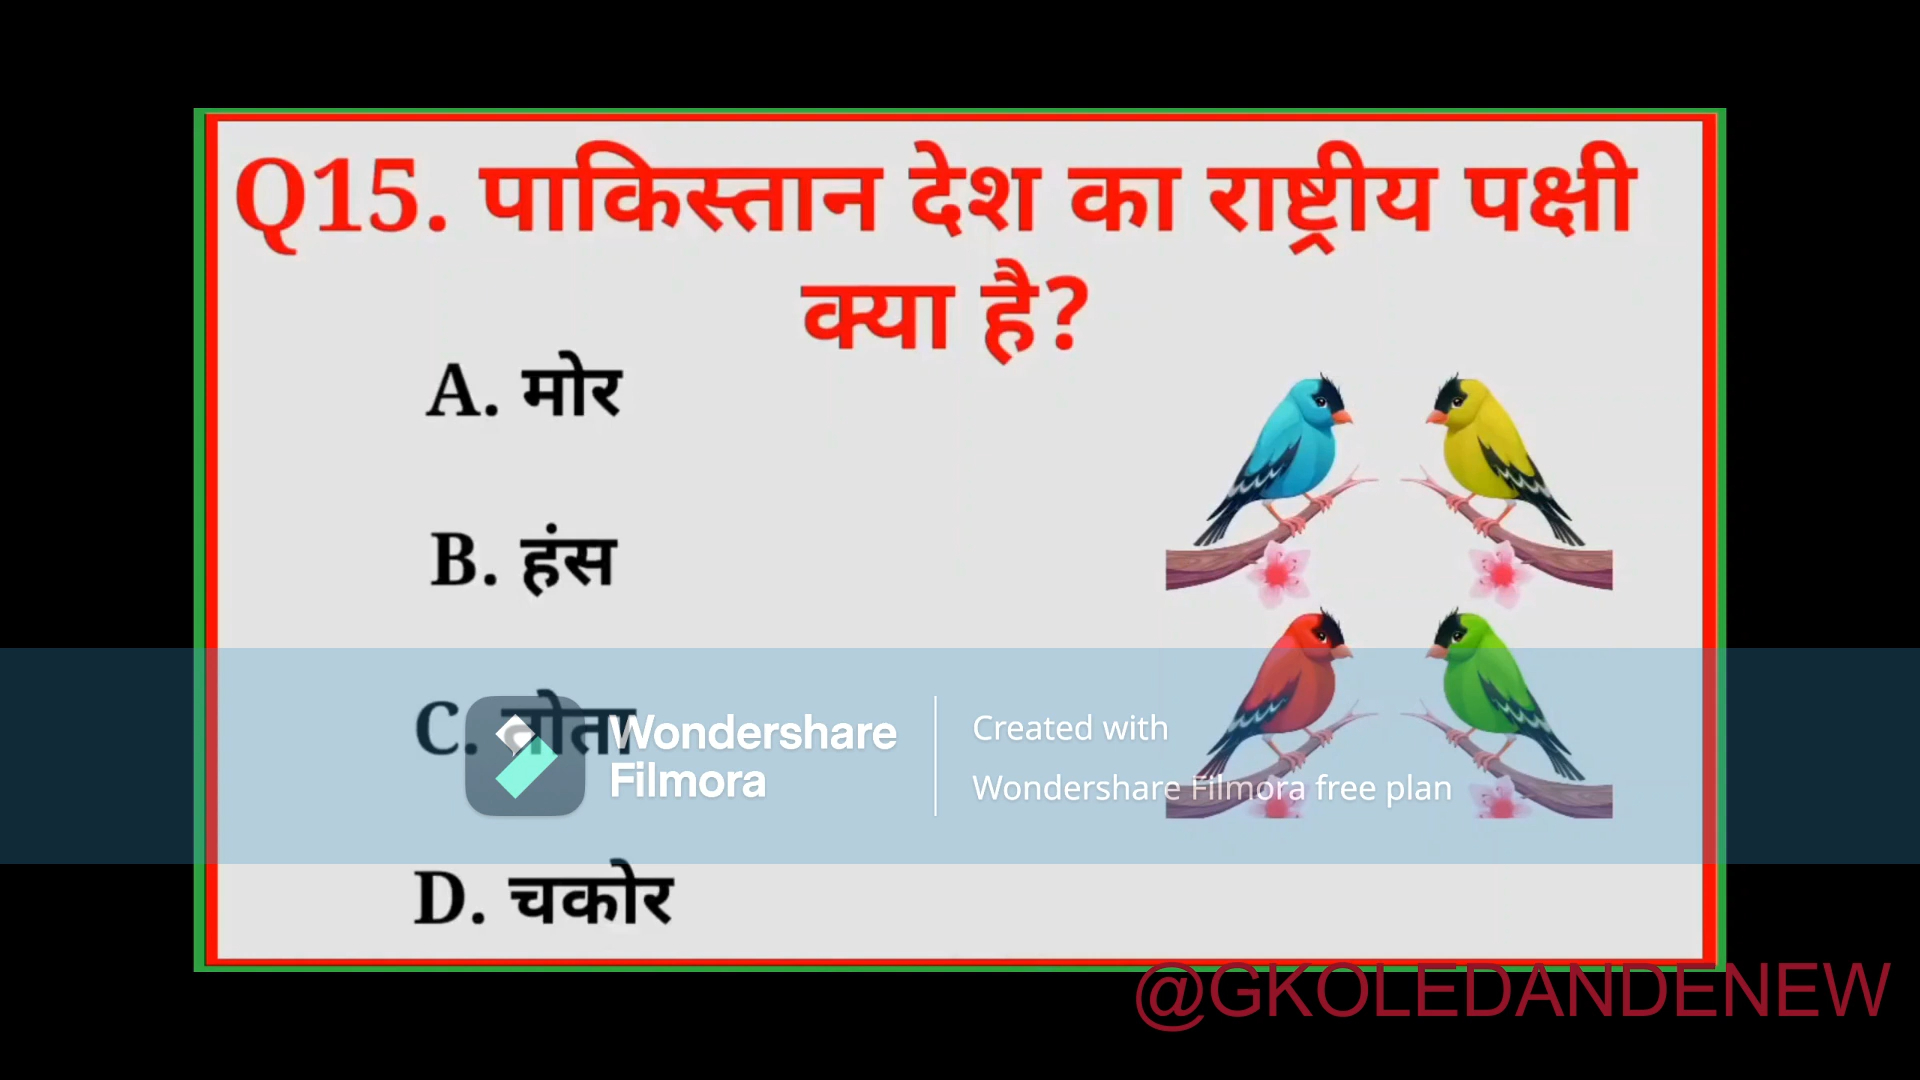 Q15. पाकिस्तान देश का राष्ट्रीय पक्षी
क्या है?
A. मोर
B. हंस
C. तोता
D. चकोर
Wondershare
Filmora
Created with
Wondershare Filmora free plan
@GKOLEDANDENEW